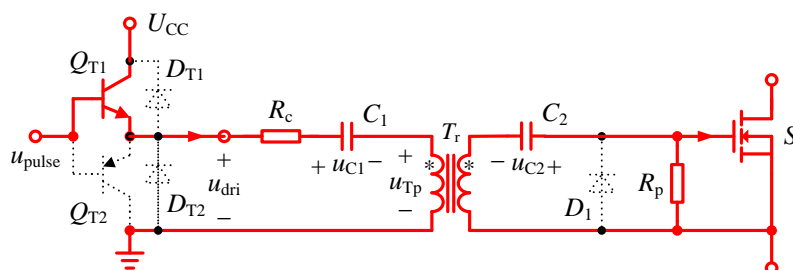 U_CC
Q_T1
D_T1
R_c
C_1
T_r
C_2
S
u_pulse
+
u_dri
−
+ u_C1 −
+
u_Tp
−
*
*
− u_C2 +
Q_T2
D_T2
D_1
R_p